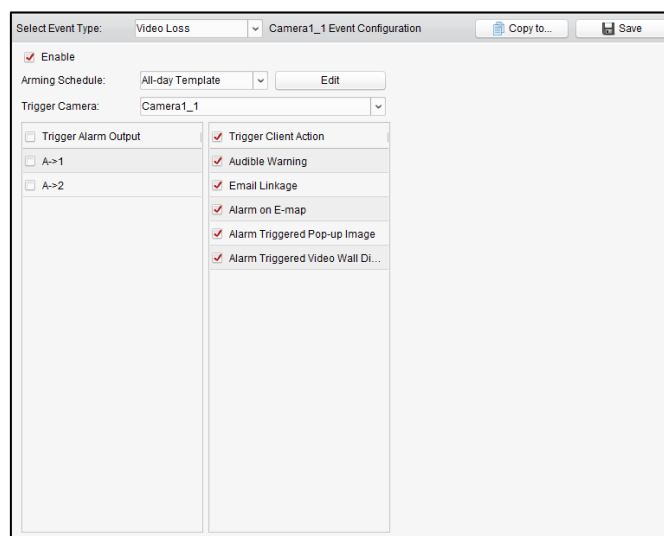 Select Event Type: Video Loss Camera1_1 Event Configuration Copy to... Save
Enable
Arming Schedule: All-day Template Edit
Trigger Camera: Camera1_1
Trigger Alarm Output Trigger Client Action
A->1 Audible Warning
A->2 Email Linkage
Alarm on E-map
Alarm Triggered Pop-up Image
Alarm Triggered Video Wall Di...